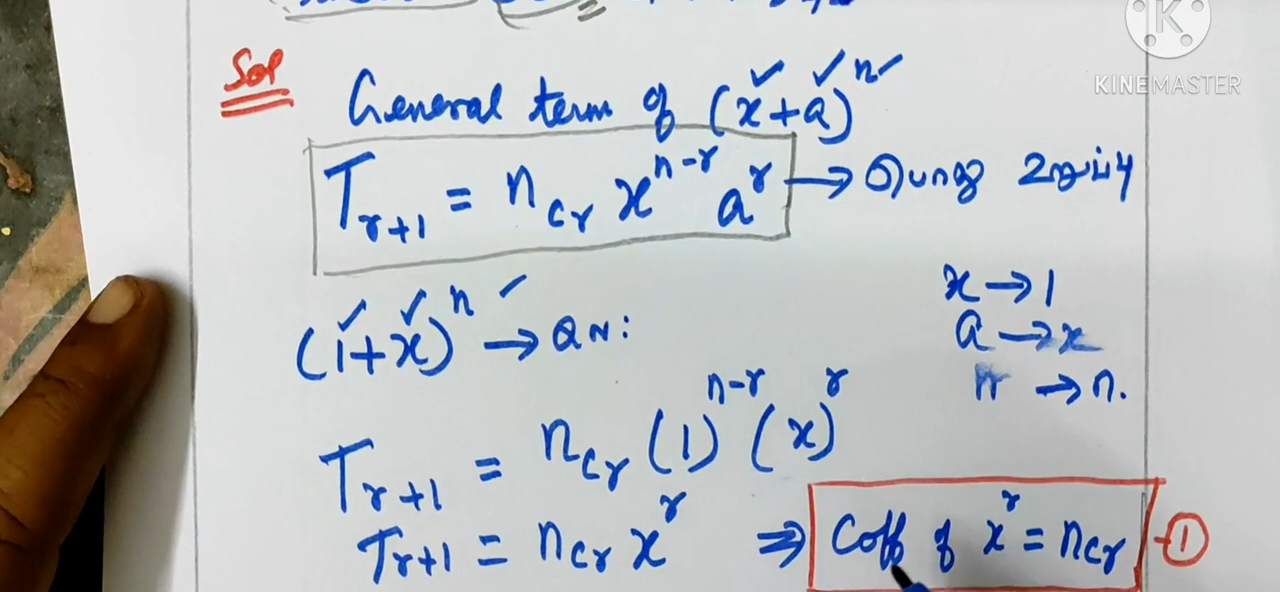 K
KINEMASTER
Sol
General term of (x+a)^n
T_{r+1} = n_{Cr} x^{n-r} a^r →
(1+x)^n → QN:
x → 1
a → x
n → n.
T_{r+1} = n_{Cr} (1)^{n-r} (x)^r
T_{r+1} = n_{Cr} x^r ⇒ Coff of x^r = n_{Cr} - ①